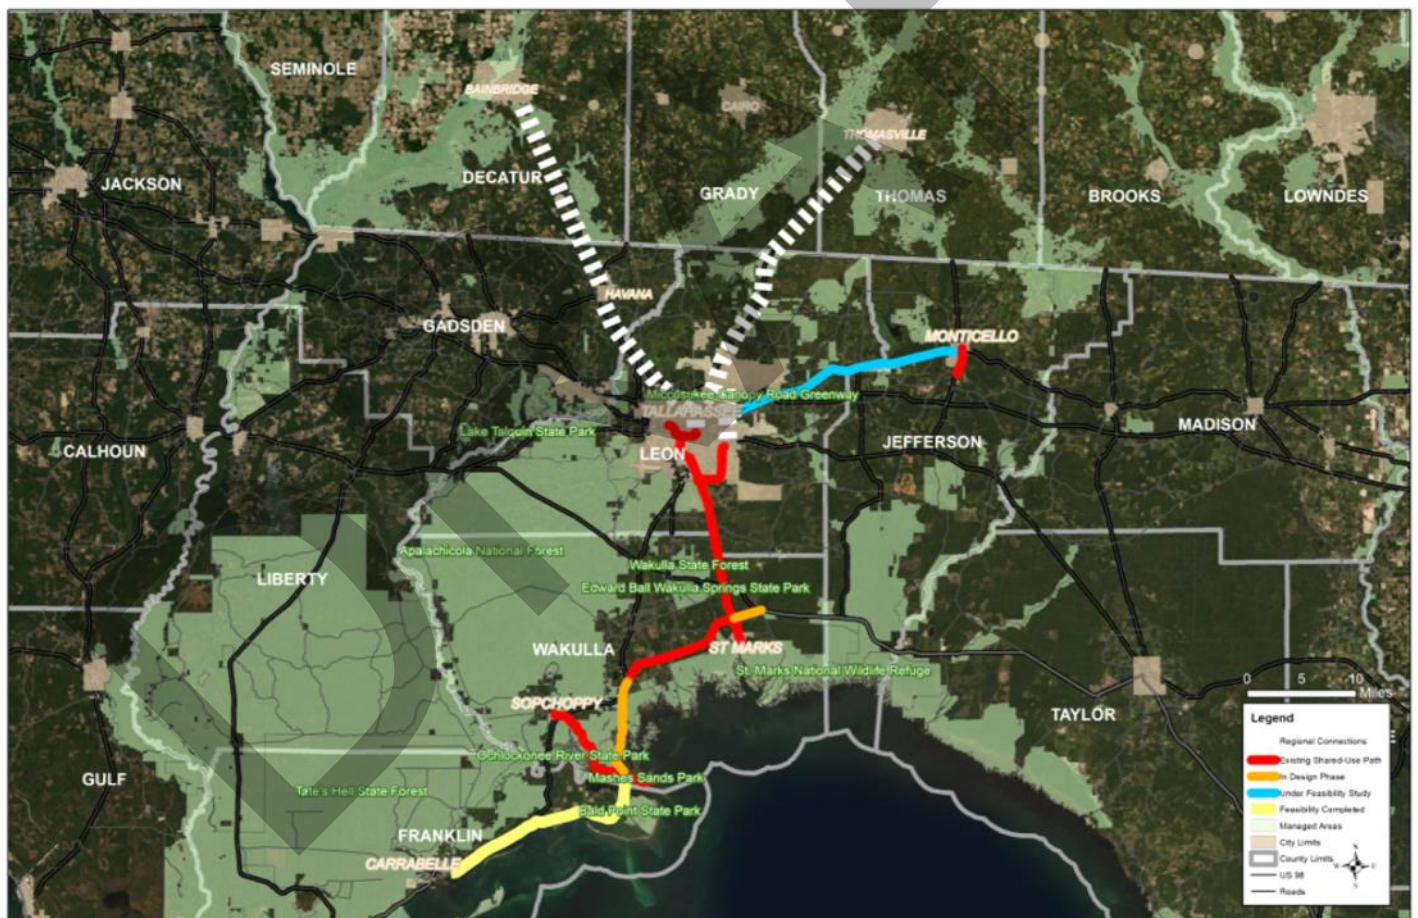 SEMINOLE
BAINBRIDGE
CAIRO
THOMASVILLE
JACKSON
DECATUR
GRADY
THOMAS
BROOKS
LOWNDES
HAVANA
GADSDEN
MONTICELLO
Miccosukee Canopy Road Greenway
TALLAHASSEE
Lake Talquin State Park
CALHOUN
LEON
JEFFERSON
MADISON
Apalachicola National Forest
Wakulla State Forest
LIBERTY
Edward Ball Wakulla Springs State Park
WAKULLA
ST MARKS
St. Marks National Wildlife Refuge
SOPCHOPPY
TAYLOR
Ochlockonee River State Park
GULF
Mashes Sands Park
Tate's Hell State Forest
Bald Point State Park
FRANKLIN
CARRABELLE
0 5 10
Miles
Legend
Regional Connections
Existing Shared-Use Path
In Design Phase
Under Feasibility Study
Feasibility Completed
Managed Areas
City Limits
County Limits
US 98
Roads